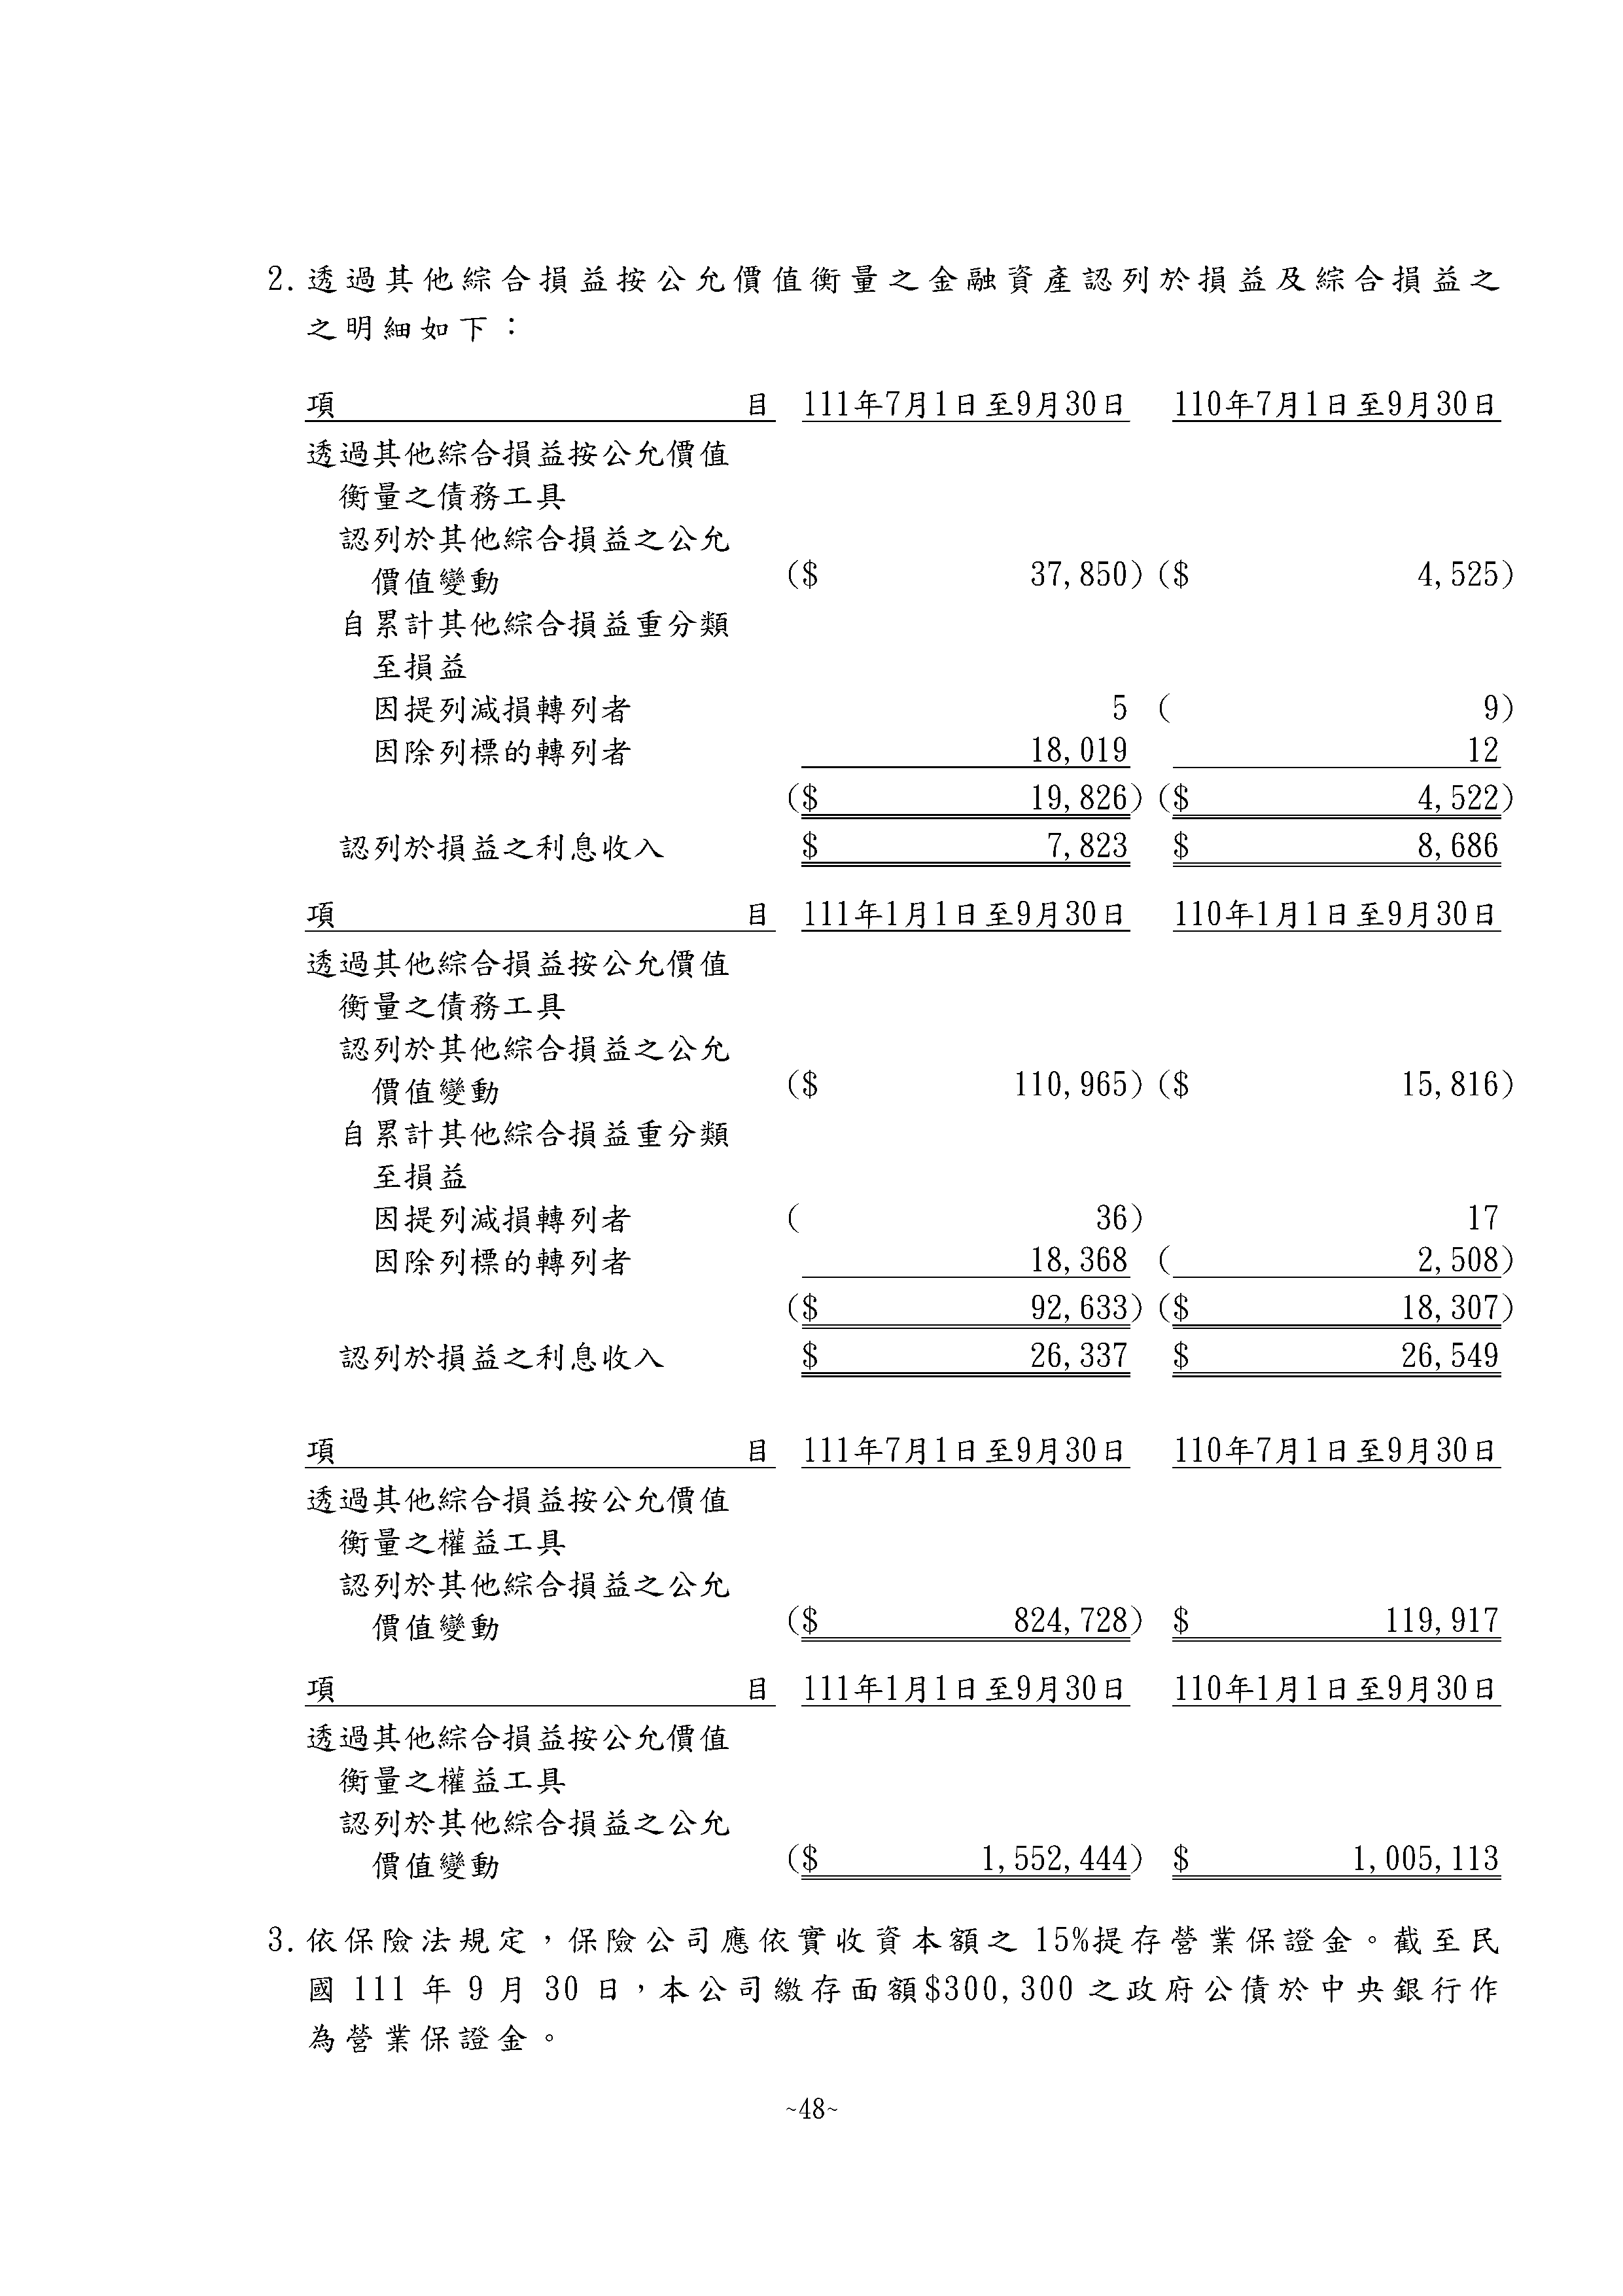 2. 透過其他綜合損益按公允價值衡量之金融資產認列於損益及綜合損益之
之明細如下：
項 目 111年7月1日至9月30日 110年7月1日至9月30日
透過其他綜合損益按公允價值
衡量之債務工具
認列於其他綜合損益之公允
價值變動 ($ 37,850) ($ 4,525)
自累計其他綜合損益重分類
至損益
因提列減損轉列者 5 ( 9)
因除列標的轉列者 18,019 12
($ 19,826) ($ 4,522)
認列於損益之利息收入 $ 7,823 $ 8,686
項 目 111年1月1日至9月30日 110年1月1日至9月30日
透過其他綜合損益按公允價值
衡量之債務工具
認列於其他綜合損益之公允
價值變動 ($ 110,965) ($ 15,816)
自累計其他綜合損益重分類
至損益
因提列減損轉列者 ( 36) 17
因除列標的轉列者 18,368 ( 2,508)
($ 92,633) ($ 18,307)
認列於損益之利息收入 $ 26,337 $ 26,549
項 目 111年7月1日至9月30日 110年7月1日至9月30日
透過其他綜合損益按公允價值
衡量之權益工具
認列於其他綜合損益之公允
價值變動 ($ 824,728) $ 119,917
項 目 111年1月1日至9月30日 110年1月1日至9月30日
透過其他綜合損益按公允價值
衡量之權益工具
認列於其他綜合損益之公允
價值變動 ($ 1,552,444) $ 1,005,113
3. 依保險法規定，保險公司應依實收資本額之 15%提存營業保證金。截至民
國 111 年 9 月 30 日，本公司繳存面額$300,300 之政府公債於中央銀行作
為營業保證金。
~48~